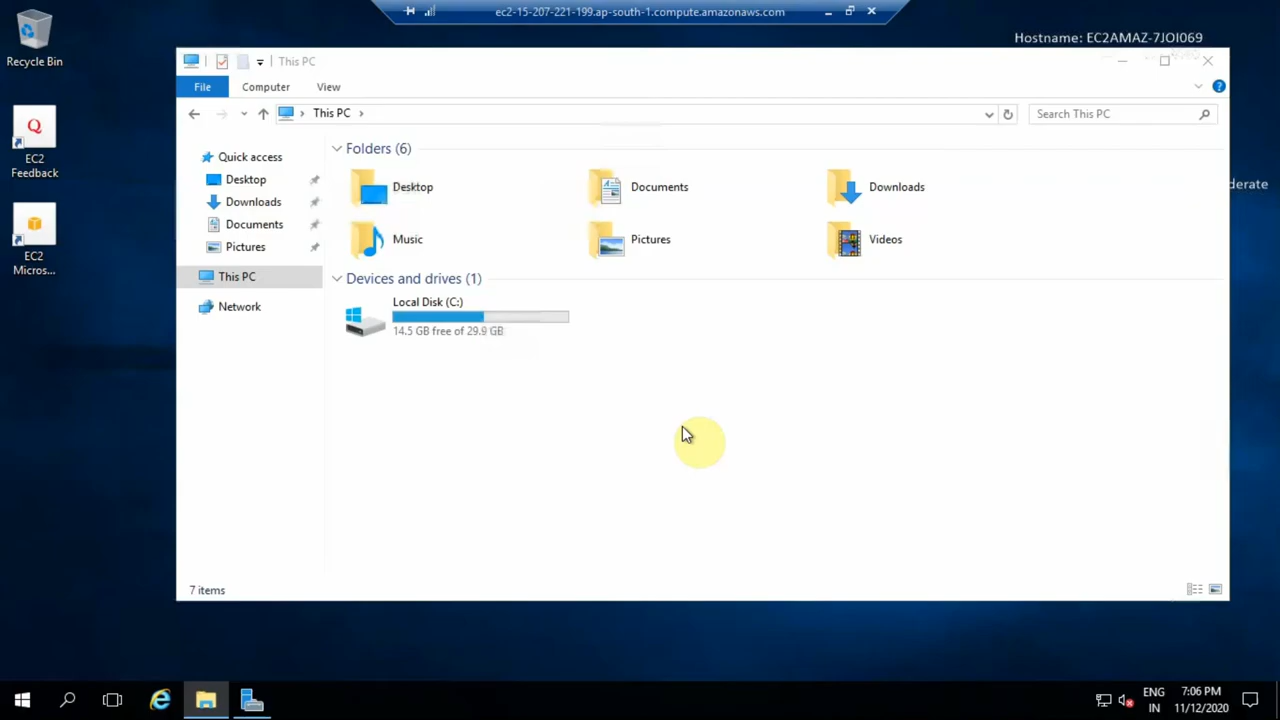 ec2-15-207-221-199.ap-south-1.compute.amazonaws.com
Hostname: EC2AMAZ-7JOI069
Recycle Bin
This PC
File
Computer
View
This PC
Search This PC
EC2
Feedback
EC2
Micros...
Quick access
Desktop
Downloads
Documents
Pictures
This PC
Network
Folders (6)
Desktop
Documents
Downloads
Music
Pictures
Videos
Devices and drives (1)
Local Disk (C:)
14.5 GB free of 29.9 GB
derate
7 items
ENG
IN
7:06 PM
11/12/2020